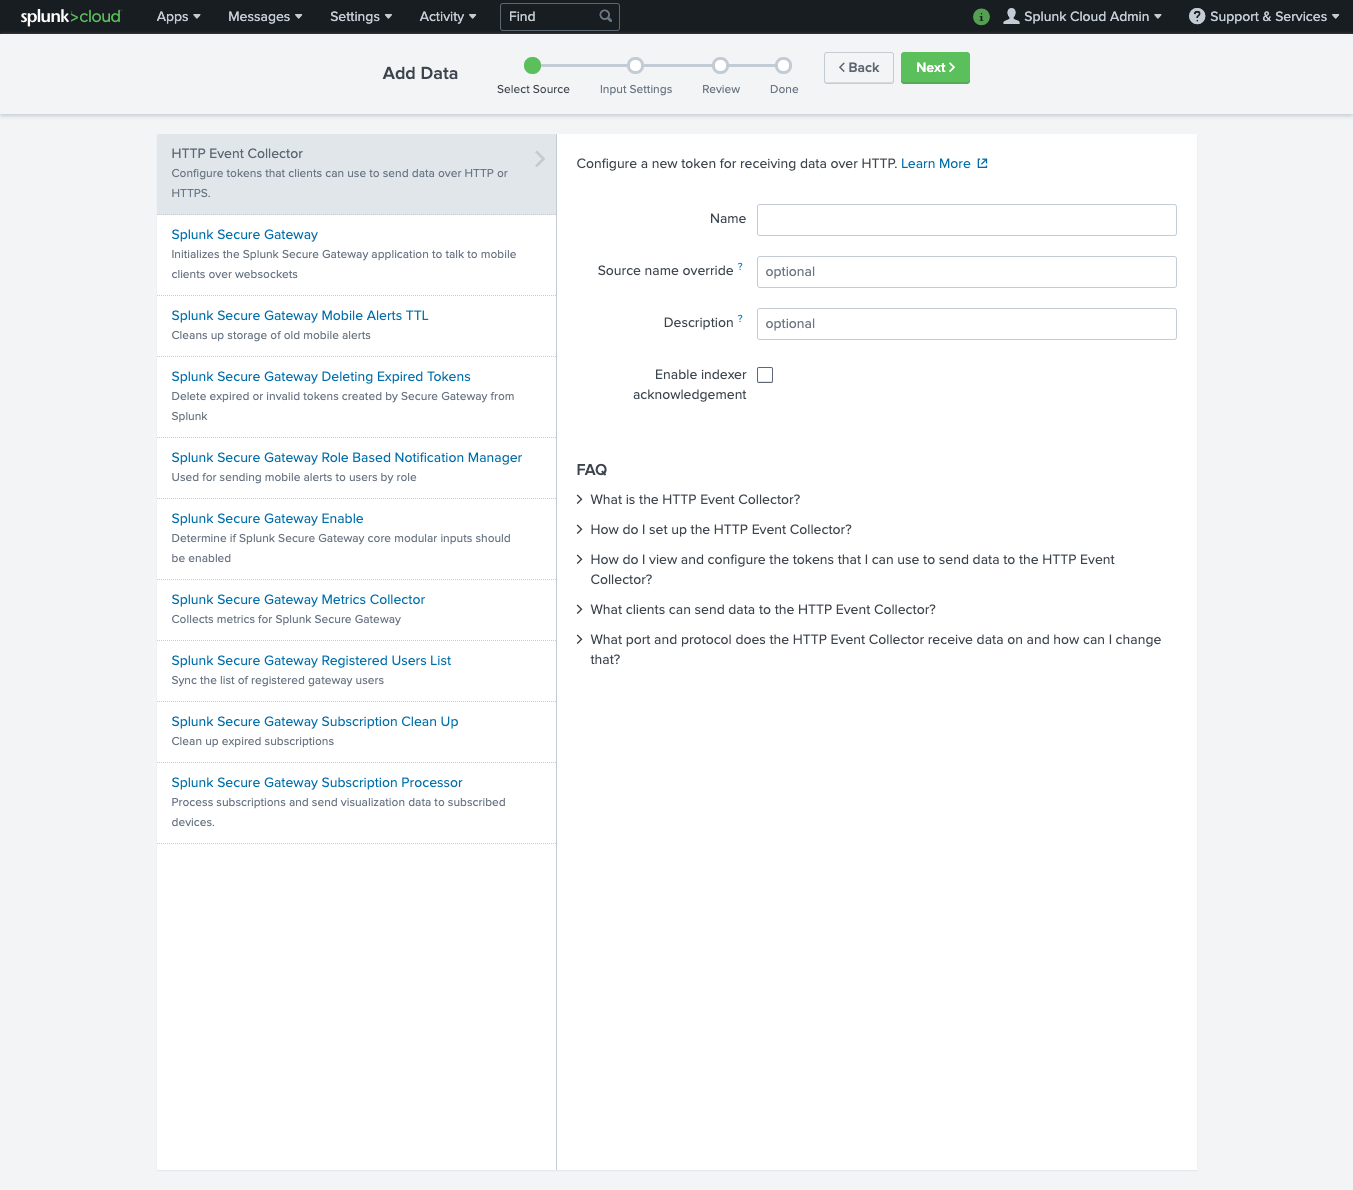 splunk>cloud Apps Messages Settings Activity Find i Splunk Cloud Admin ? Support & Services
Add Data
Select Source Input Settings Review Done
Back Next
HTTP Event Collector
Configure tokens that clients can use to send data over HTTP or
HTTPS.
Splunk Secure Gateway
Initializes the Splunk Secure Gateway application to talk to mobile
clients over websockets
Splunk Secure Gateway Mobile Alerts TTL
Cleans up storage of old mobile alerts
Splunk Secure Gateway Deleting Expired Tokens
Delete expired or invalid tokens created by Secure Gateway from
Splunk
Splunk Secure Gateway Role Based Notification Manager
Used for sending mobile alerts to users by role
Splunk Secure Gateway Enable
Determine if Splunk Secure Gateway core modular inputs should
be enabled
Splunk Secure Gateway Metrics Collector
Collects metrics for Splunk Secure Gateway
Splunk Secure Gateway Registered Users List
Sync the list of registered gateway users
Splunk Secure Gateway Subscription Clean Up
Clean up expired subscriptions
Splunk Secure Gateway Subscription Processor
Process subscriptions and send visualization data to subscribed
devices.
Configure a new token for receiving data over HTTP. Learn More
Name
Source name override ? optional
Description ? optional
Enable indexer
acknowledgement
FAQ
What is the HTTP Event Collector?
How do I set up the HTTP Event Collector?
How do I view and configure the tokens that I can use to send data to the HTTP Event
Collector?
What clients can send data to the HTTP Event Collector?
What port and protocol does the HTTP Event Collector receive data on and how can I change
that?